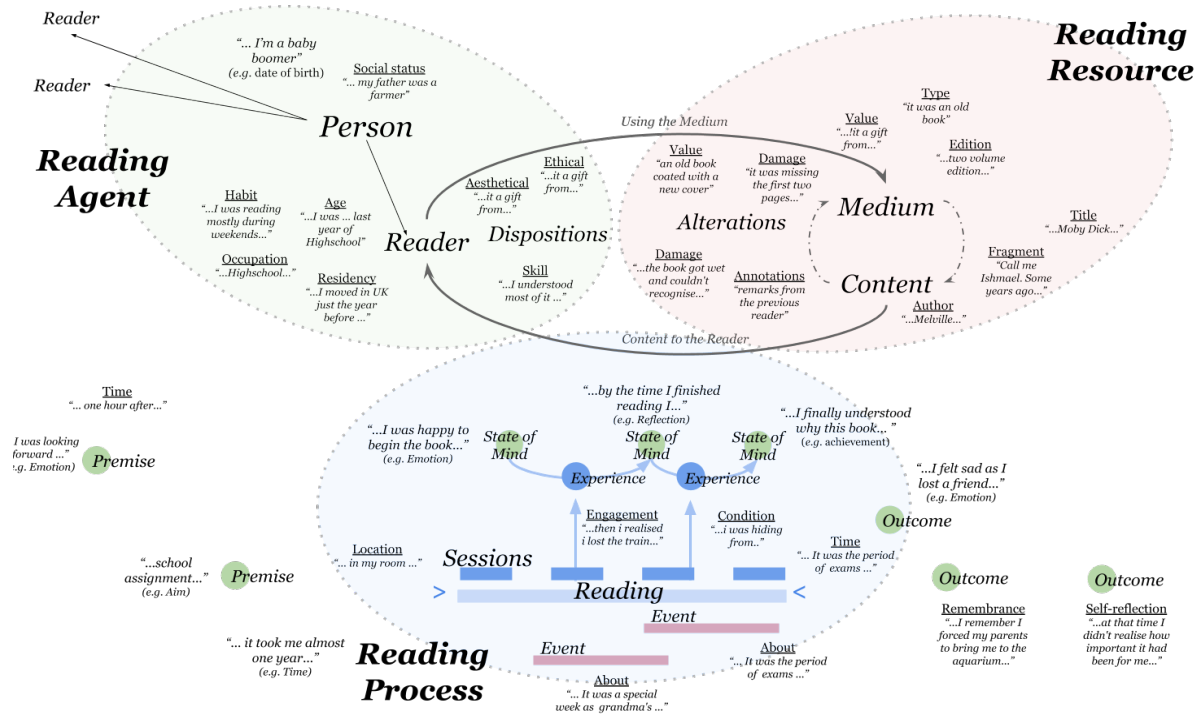 Reader
Reader
"... I'm a baby
boomer"
(e.g. date of birth)
Social status
"... my father was a
farmer"
Person
Reading
Agent
Habit
"...I was reading
mostly during
weekends..."
Age
"...I was ... last
year of
Highschool"
Occupation
"...Highschool..."
Residency
"...I moved in UK
just the year
before ..."
Reader
Aesthetical
"...it a gift
from..."
Ethical
"...it a gift
from..."
Dispositions
Skill
"...I understood
most of it ..."
Using the Medium
Content to the Reader
Reading
Resource
Type
"it was an old
book"
Value
"...!it a gift
from..."
Edition
"...two volume
edition..."
Value
"an old book
coated with a
new cover"
Damage
"it was missing
the first two
pages..."
Alterations
Damage
"...the book got wet
and couldn't
recognise..."
Annotations
"remarks from
the previous
reader"
Medium
Content
Title
"...Moby Dick..."
Fragment
"Call me
Ishmael. Some
years ago..."
Author
"...Melville..."
Time
"... one hour after..."
I was looking
forward ..."
e.g. Emotion)
Premise
"...school
assignment..."
(e.g. Aim)
Premise
"... it took me almost
one year..."
(e.g. Time)
"...I was happy to
begin the book..."
(e.g. Emotion)
State of
Mind
"...by the time I finished
reading I..."
(e.g. Reflection)
State of
Mind
State of
Mind
"...I finally understood
why this book... "
(e.g. achievement)
Experience
Experience
Engagement
"...then i realised
i lost the train..."
Condition
"...i was hiding
from.."
Location
"... in my room ..."
Time
"... It was the period
of exams ..."
Sessions
> Reading <
Event
Event
About
"... It was the period
of exams ..."
About
"... It was a special
week as grandma's ..."
Reading
Process
"...I felt sad as I
lost a friend..."
(e.g. Emotion)
Outcome
Outcome
Remembrance
"...I remember I
forced my parents
to bring me to the
aquarium..."
Outcome
Self-reflection
"...at that time I
didn't realise how
important it had
been for me..."